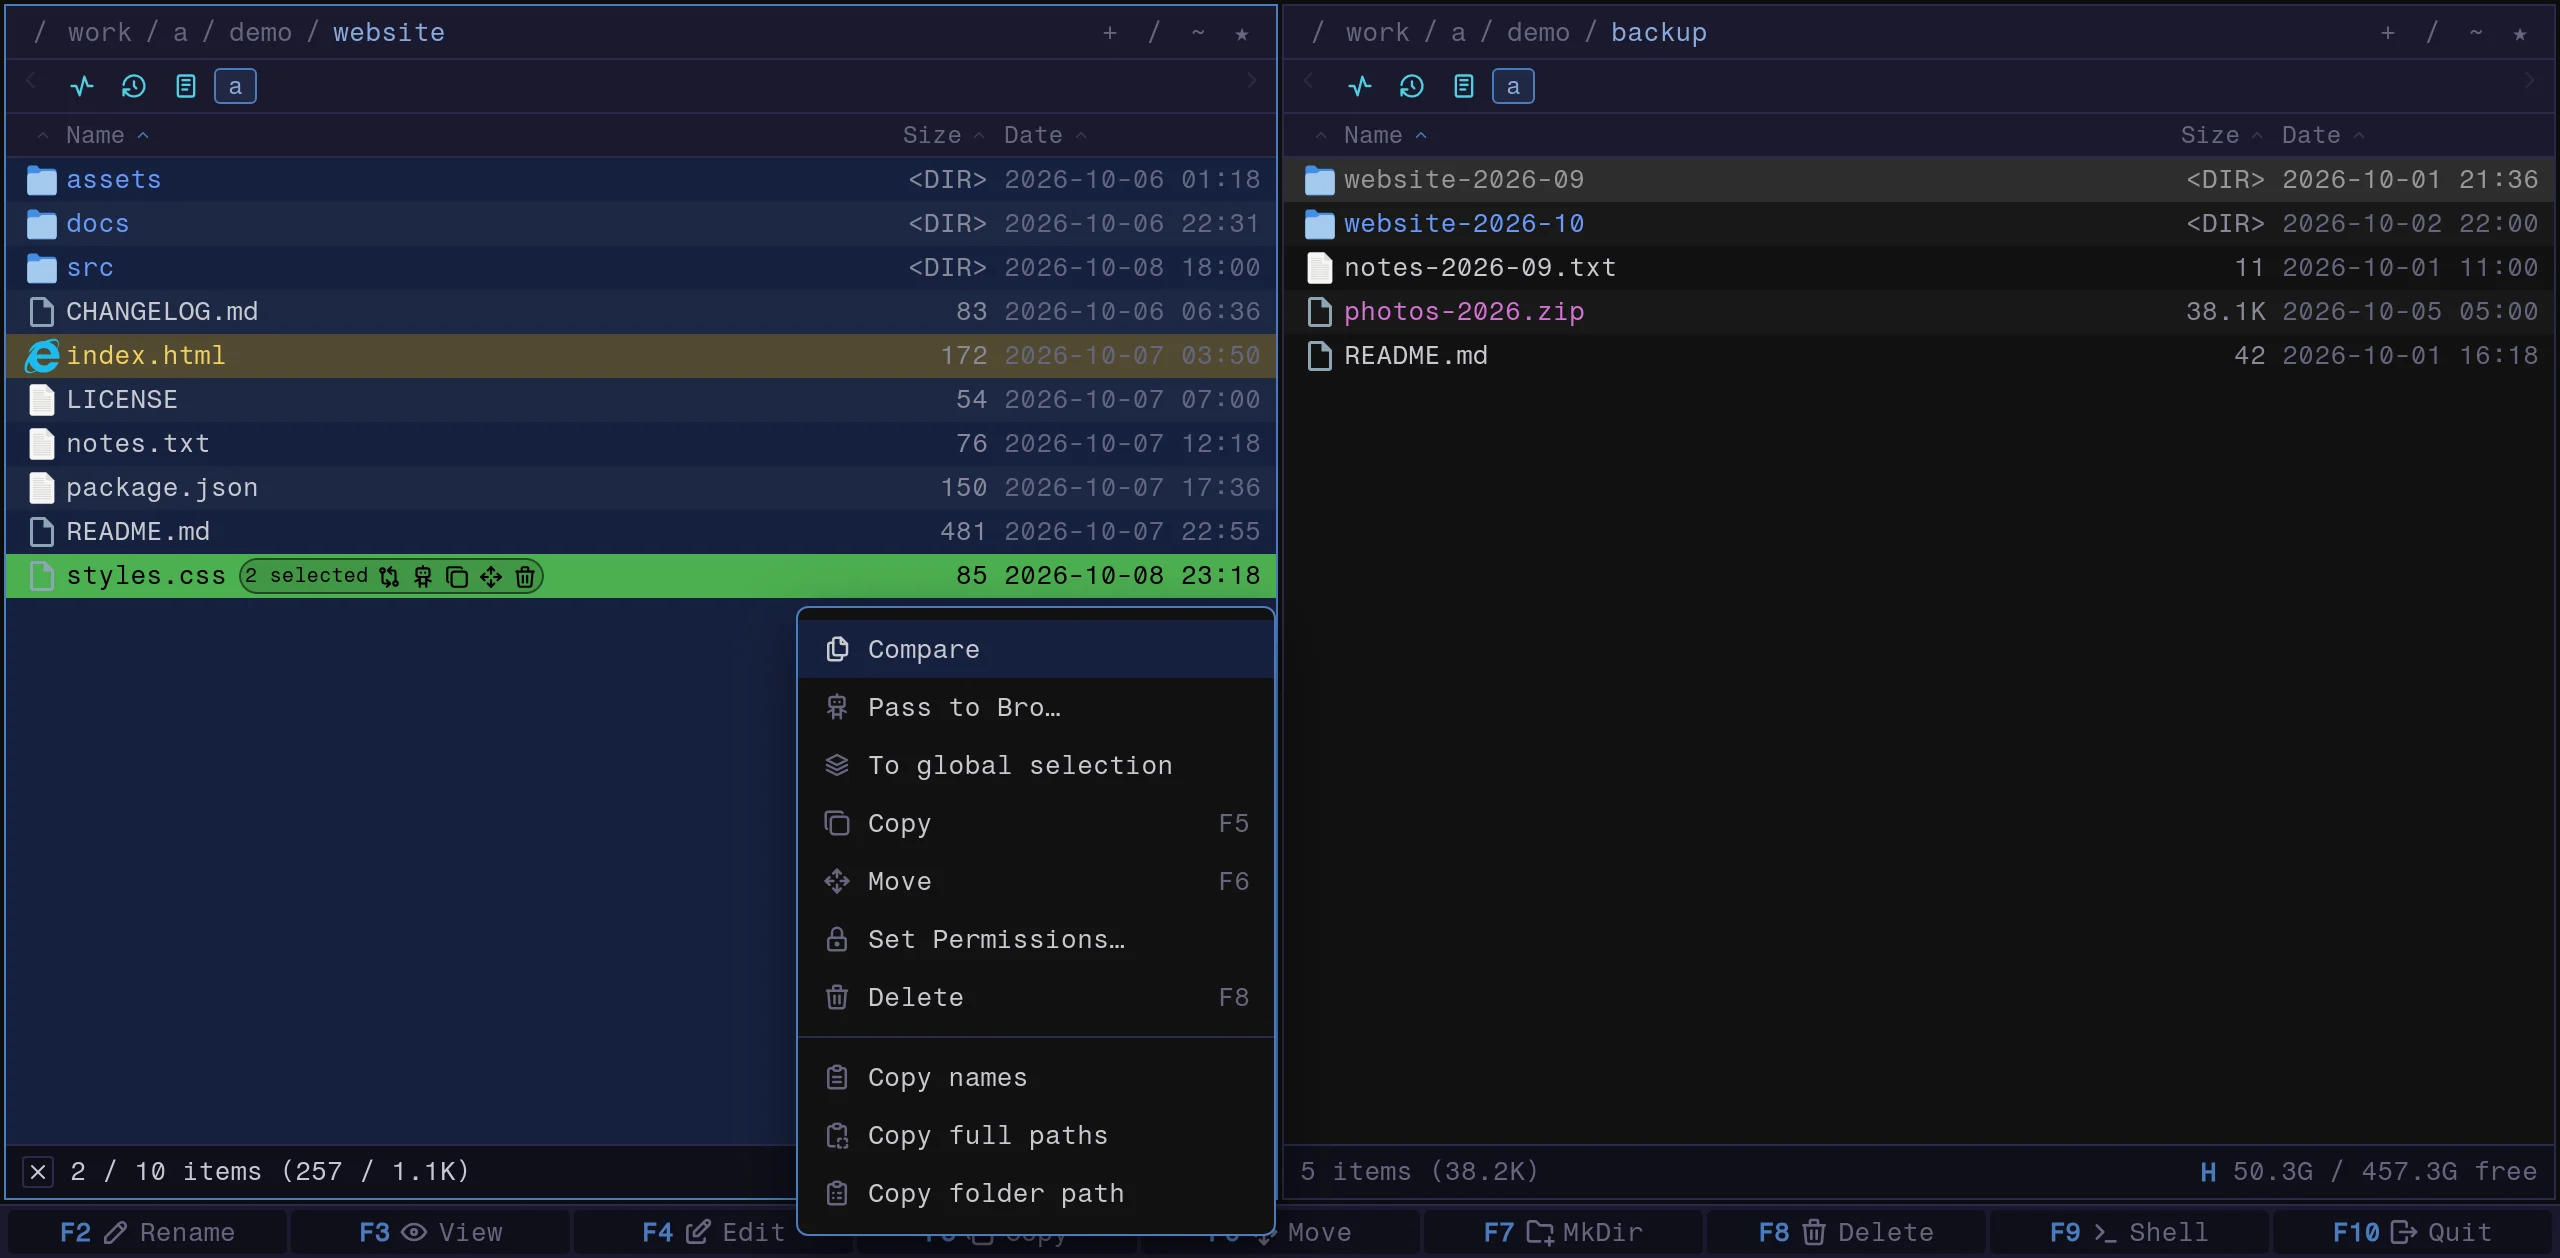 / work / a / demo / website + / ~ ★
a
Name Size Date
assets <DIR> 2026-10-06 01:18
docs <DIR> 2026-10-06 22:31
src <DIR> 2026-10-08 18:00
CHANGELOG.md 83 2026-10-06 06:36
index.html 172 2026-10-07 03:50
LICENSE 54 2026-10-07 07:00
notes.txt 76 2026-10-07 12:18
package.json 150 2026-10-07 17:36
README.md 481 2026-10-07 22:55
styles.css 2 selected 85 2026-10-08 23:18
2 / 10 items (257 / 1.1K)
/ work / a / demo / backup + / ~ ★
a
Name Size Date
website-2026-09 <DIR> 2026-10-01 21:36
website-2026-10 <DIR> 2026-10-02 22:00
notes-2026-09.txt 11 2026-10-01 11:00
photos-2026.zip 38.1K 2026-10-05 05:00
README.md 42 2026-10-01 16:18
5 items (38.2K) H 50.3G / 457.3G free
Compare
Pass to Bro…
To global selection
Copy F5
Move F6
Set Permissions…
Delete F8
Copy names
Copy full paths
Copy folder path
F2 Rename F3 View F4 Edit Copy Move F7 MkDir F8 Delete F9 Shell F10 Quit